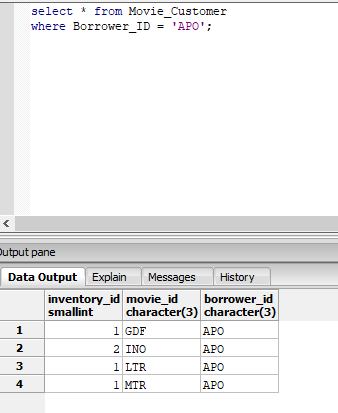 select * from Movie_Customer
where Borrower_ID = 'APO';
Output pane
Data Output Explain Messages History
inventory_id movie_id borrower_id
smallint character(3) character(3)
1 1 GDF APO
2 2 INO APO
3 1 LTR APO
4 1 MTR APO